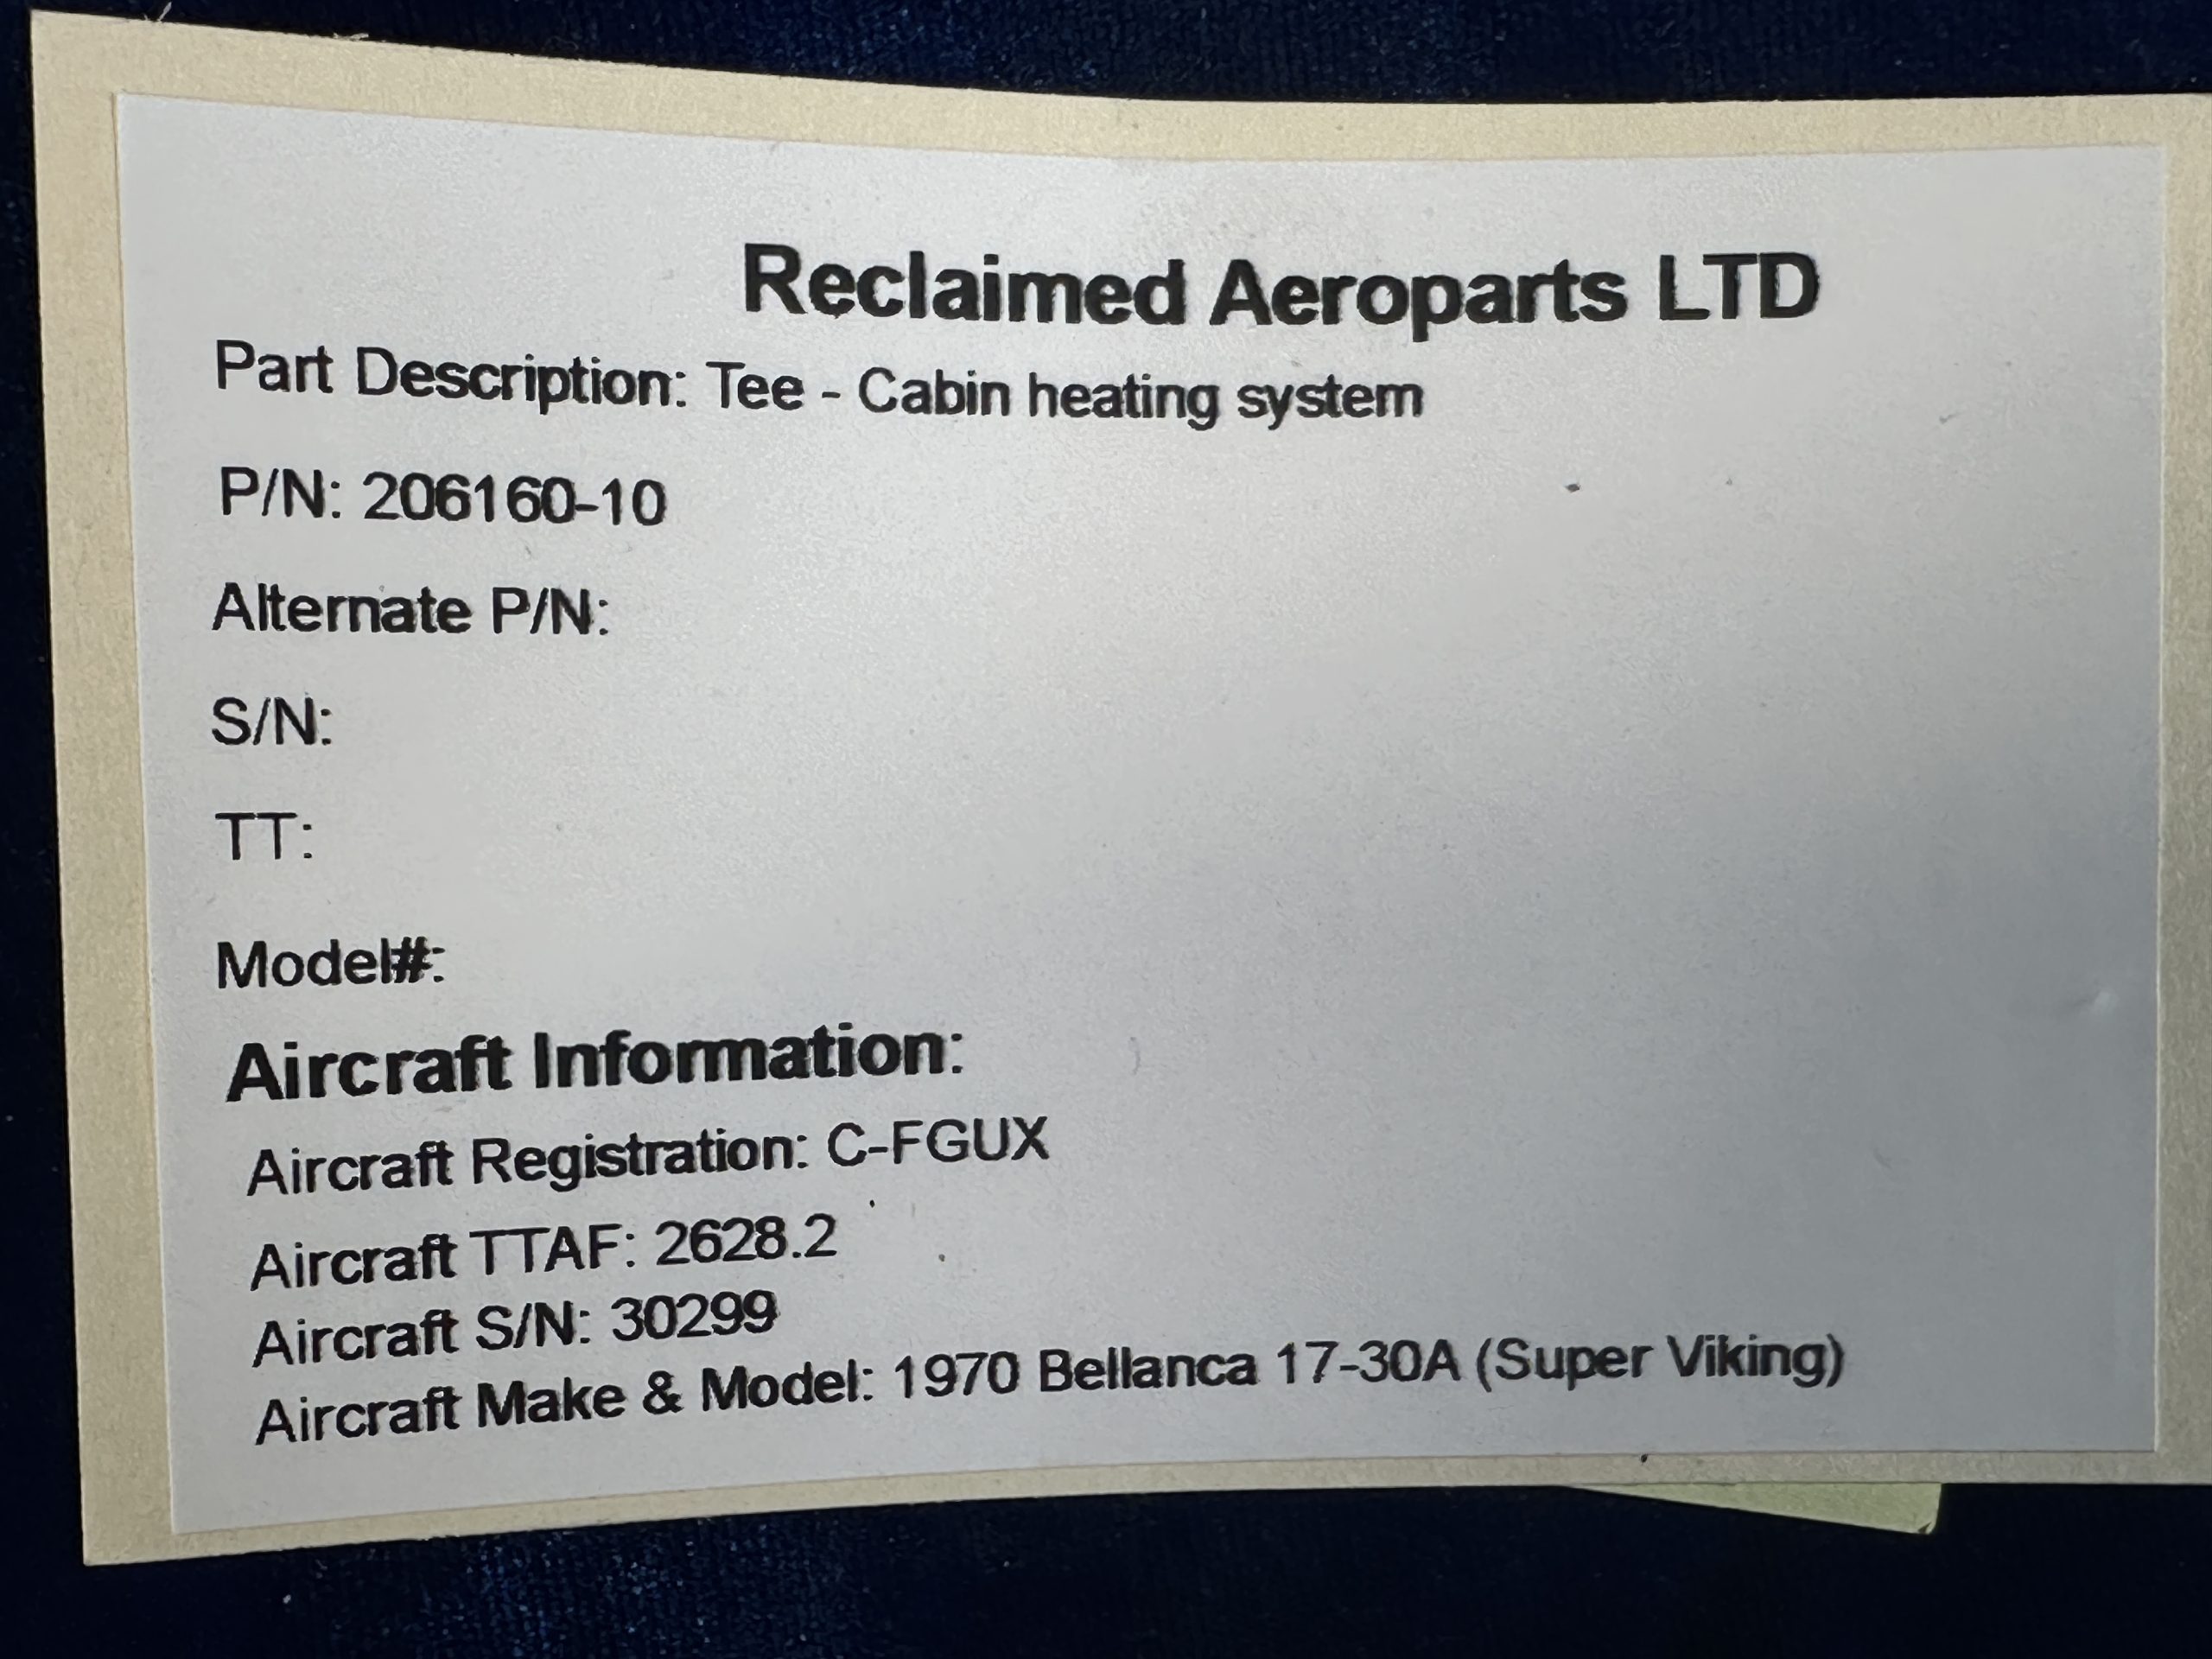 Reclaimed Aeroparts LTD
Part Description: Tee - Cabin heating system
P/N: 206160-10
Alternate P/N:
S/N:
TT:
Model#:
Aircraft Information:
Aircraft Registration: C-FGUX
Aircraft TTAF: 2628.2
Aircraft S/N: 30299
Aircraft Make & Model: 1970 Bellanca 17-30A (Super Viking)